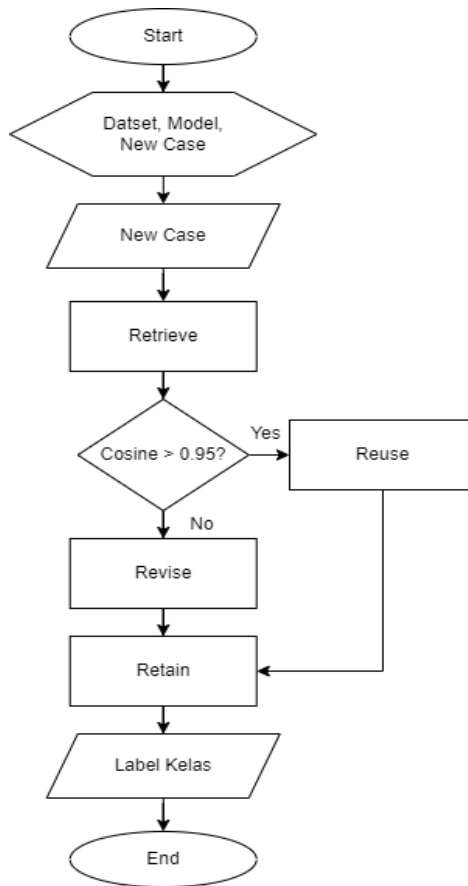 Start
Datset, Model,
New Case
New Case
Retrieve
Cosine > 0.95?
Yes
Reuse
No
Revise
Retain
Label Kelas
End